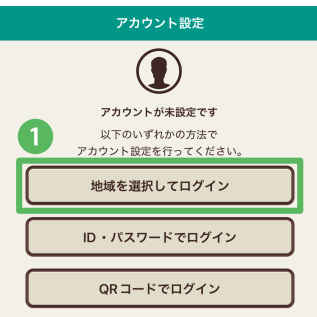 アカウント設定
アカウントが未設定です
1
以下のいずれかの方法で
アカウント設定を行ってください。
地域を選択してログイン
ID・パスワードでログイン
QRコードでログイン